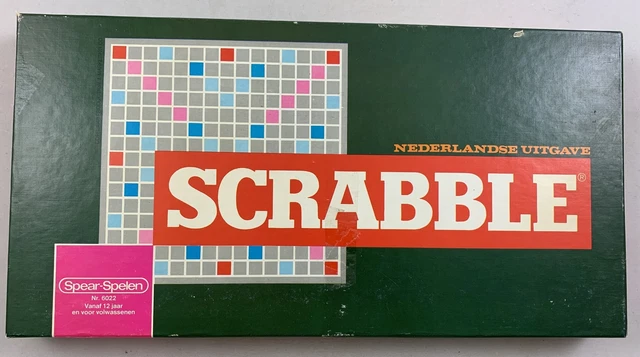 NEDERLANDSE UITGAVE
SCRABBLE®
Spear-Spelen
Nr. 6022
Vanaf 12 jaar
en voor volwassenen